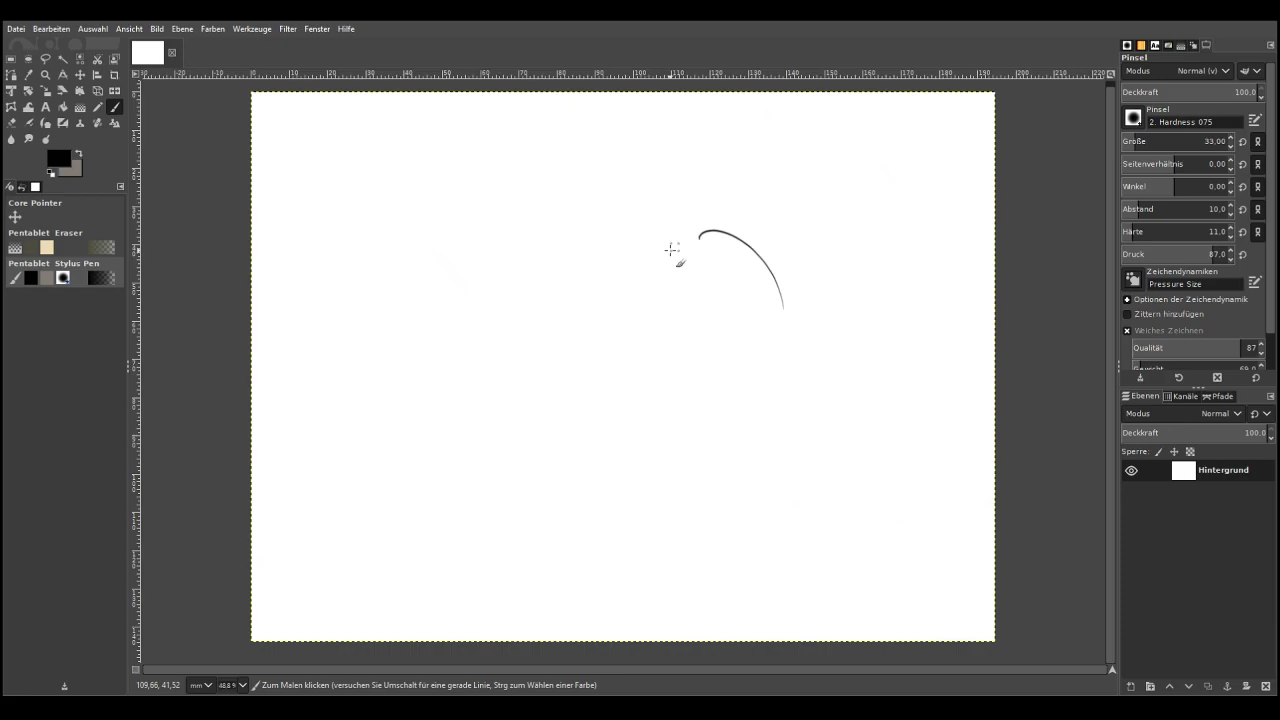 Datei Bearbeiten Auswahl Ansicht Bild Ebene Farben Werkzeuge Filter Fenster Hilfe
Core Pointer
Pentablet Eraser
Pentablet Stylus Pen
Pinsel
Modus Normal (v)
Deckkraft 100,0
Pinsel
2. Hardness 075
Größe 33,00
Seitenverhältnis 0,00
Winkel 0,00
Abstand 10,0
Härte 11,0
Druck 87,0
Zeichendynamiken
Pressure Size
Optionen der Zeichendynamik
Zittern hinzufügen
Weiches Zeichnen
Qualität 87
Ebenen Kanäle Pfade
Modus Normal
Deckkraft 100,0
Sperre:
Hintergrund
109,66, 41,52 mm 48.8 % Zum Malen klicken (versuchen Sie Umschalt für eine gerade Linie, Strg zum Wählen einer Farbe)